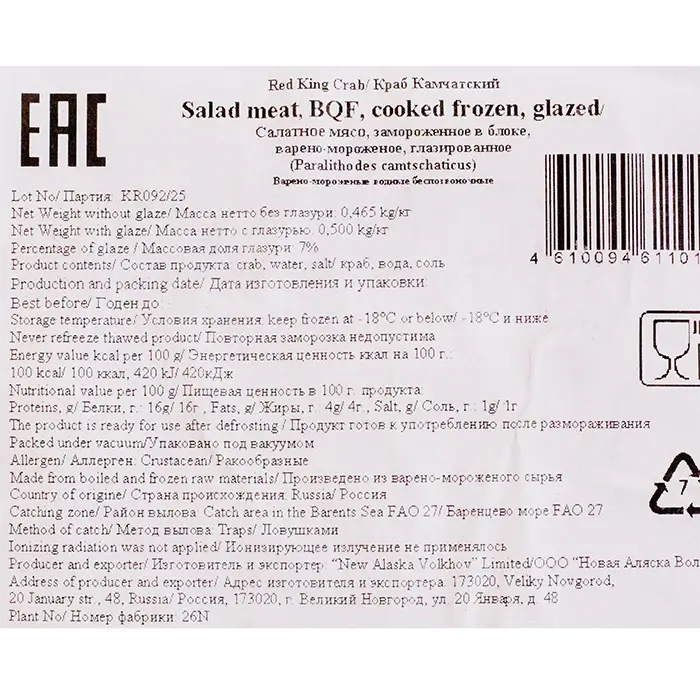 EAC
Red King Crab/ Краб Камчатский
Salad meat, BQF, cooked frozen, glazed/
Салатное мясо, замороженное в блоке,
варено-мороженое, глазированное
(Paralithodes camtschaticus)
Варено-мороженые водные беспозвоночные
Lot No/ Партия: KR092/25
Net Weight without glaze/ Масса нетто без глазури: 0,465 kg/кг
Net Weight with glaze/ Масса нетто с глазурью: 0,500 kg/кг
Percentage of glaze / Массовая доля глазури: 7%
Product contents/ Состав продукта: crab, water, salt/ краб, вода, соль
Production and packing date/ Дата изготовления и упаковки:
Best before/ Годен до:
Storage temperature/ Условия хранения: keep frozen at -18°C or below/ -18°C и ниже
Never refreeze thawed product/ Повторная заморозка недопустима
Energy value kcal per 100 g/ Энергетическая ценность ккал на 100 г.:
100 kcal/ 100 ккал, 420 kJ/ 420кДж
Nutritional value per 100 g/ Пищевая ценность в 100 г. продукта:
Proteins, g/ Белки, г.: 16g/ 16г , Fats, g/ Жиры, г.: 4g/ 4г., Salt, g/ Соль, г.: 1g/ 1г
The product is ready for use after defrosting / Продукт готов к употреблению после размораживания
Packed under vacuum/Упаковано под вакуумом
Allergen/ Аллерген: Crustacean/ Ракообразные
Made from boiled and frozen raw materials/ Произведено из варено-мороженого сырья
Country of origine/ Страна происхождения: Russia/ Россия
Catching zone/ Район вылова: Catch area in the Barents Sea FAO 27/ Баренцево море FAO 27
Method of catch/ Метод вылова: Traps/ Ловушками
Ionizing radiation was not applied/ Ионизирующее излучение не применялось
Producer and exporter/ Изготовитель и экспортер: "New Alaska Volkhov" Limited/ООО "Новая Аляска Вол
Address of producer and exporter/ Адрес изготовителя и экспортера: 173020, Veliky Novgorod,
20 January str., 48, Russia/ Россия, 173020, г. Великий Новгород, ул. 20 Января, д. 48
Plant No/ Номер фабрики: 26N
4 610094 61101
7